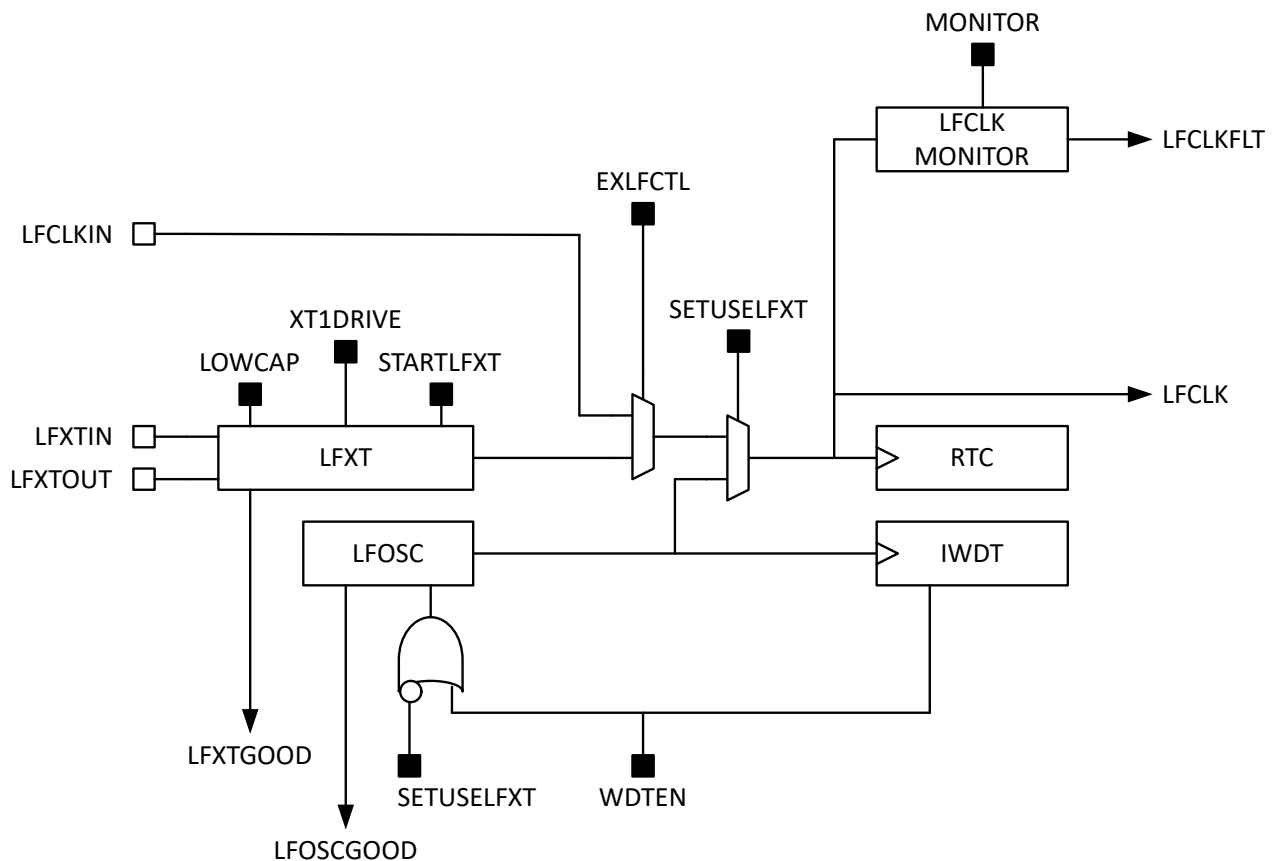 MONITOR
LFCLK
MONITOR
LFCLKFLT
EXLFCTL
LFCLKIN
SETUSELFXT
XT1DRIVE
LOWCAP
STARTLFXT
LFCLK
LFXTIN
LFXT
RTC
LFXTOUT
LFOSC
IWDT
LFXTGOOD
SETUSELFXT
WDTEN
LFOSCGOOD